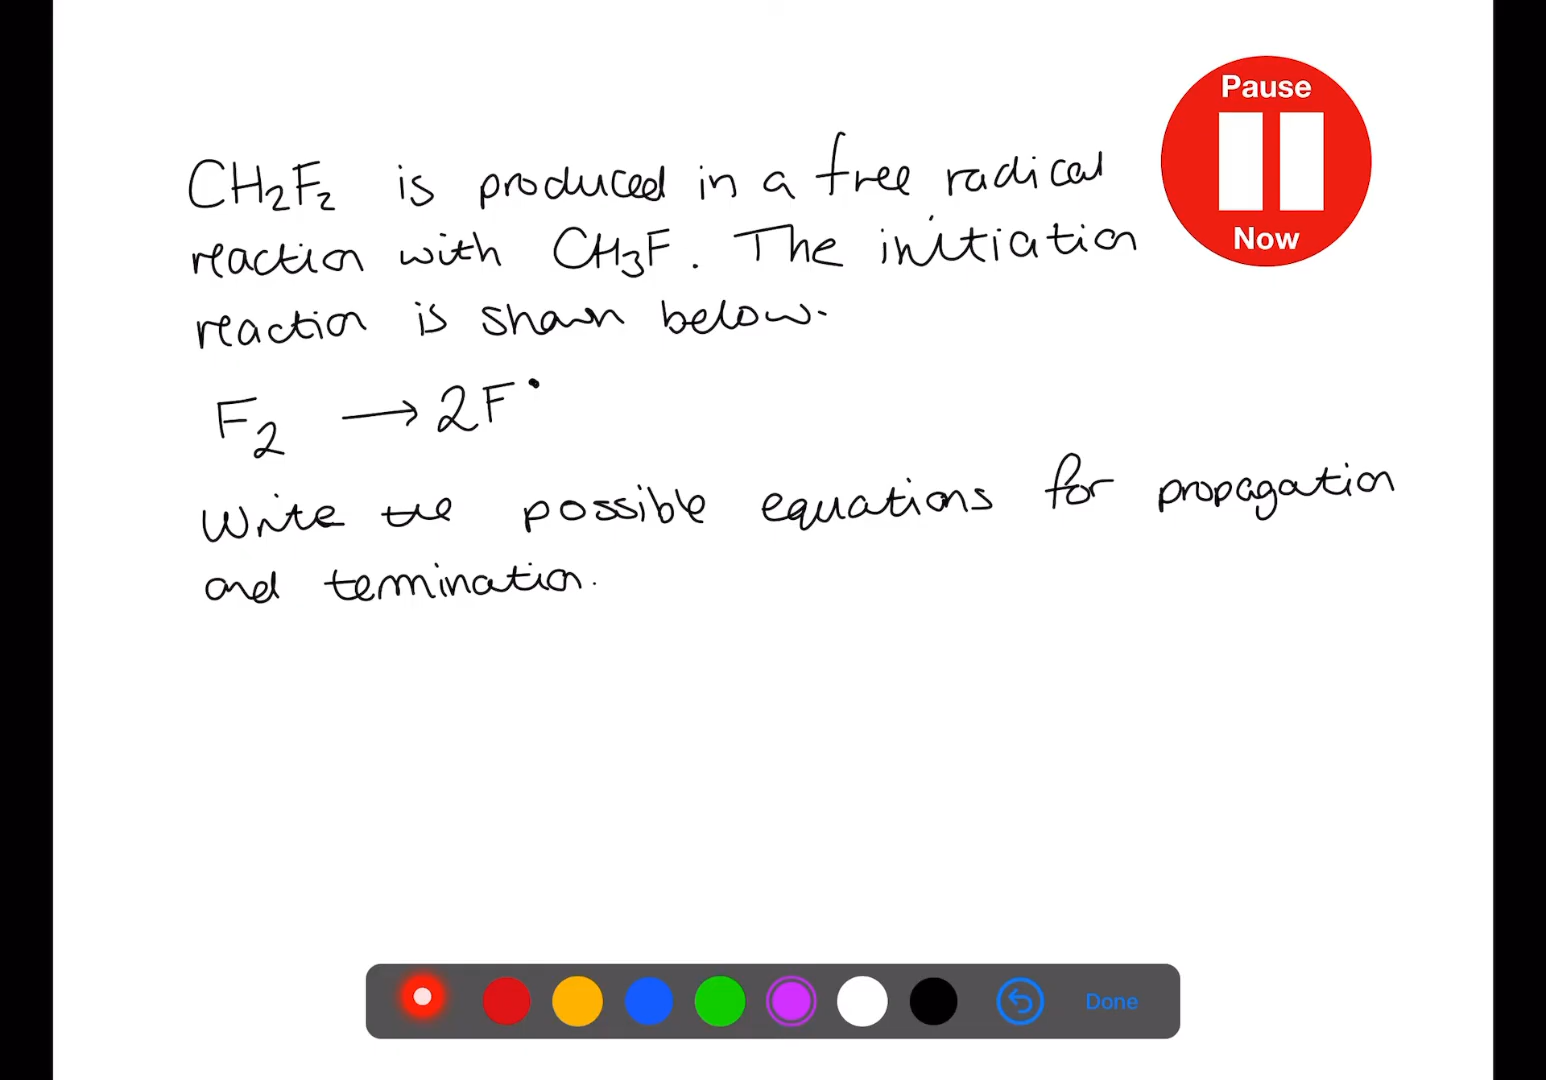 Pause
Now
CH₂F₂ is produced in a free radical
reaction with CH₃F. The initiation
reaction is shown below.
F₂ → 2F•
Write the possible equations for propagation
and termination.
Done